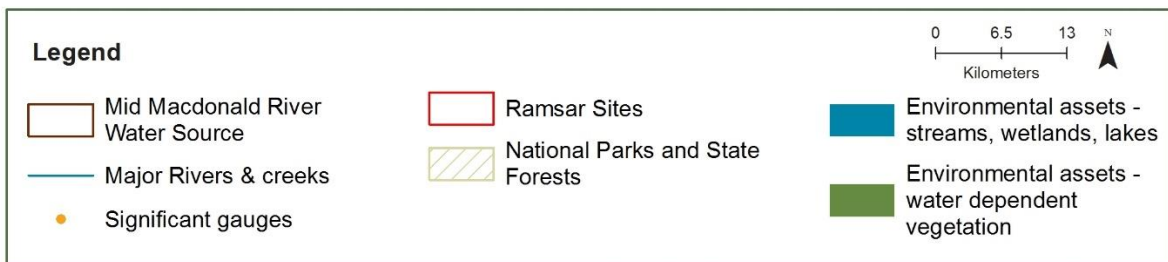 0 6.5 13 N
Kilometers
Legend
Mid Macdonald River
Water Source
Major Rivers & creeks
Significant gauges
Ramsar Sites
National Parks and State
Forests
Environmental assets -
streams, wetlands, lakes
Environmental assets -
water dependent
vegetation